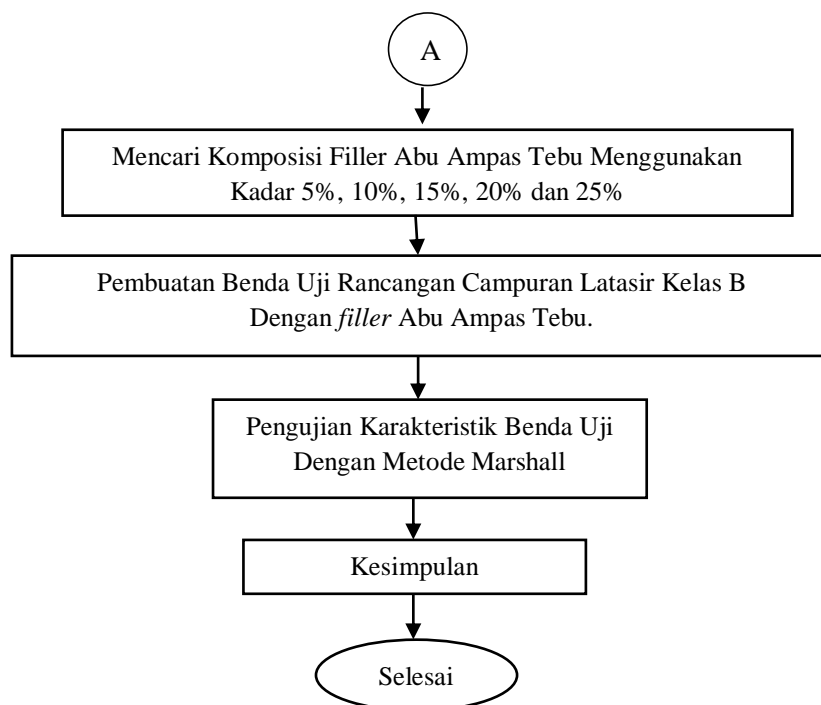 A
Mencari Komposisi Filler Abu Ampas Tebu Menggunakan
Kadar 5%, 10%, 15%, 20% dan 25%
Pembuatan Benda Uji Rancangan Campuran Latasir Kelas B
Dengan filler Abu Ampas Tebu.
Pengujian Karakteristik Benda Uji
Dengan Metode Marshall
Kesimpulan
Selesai